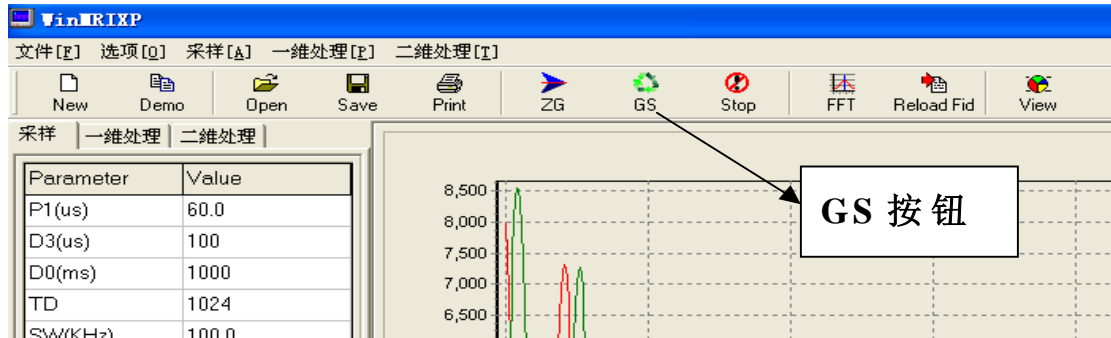 WinMRIXP
文件[F] 选项[O] 采样[A] 一维处理[P] 二维处理[T]
New Demo Open Save Print ZG GS Stop FFT Reload Fid View
采样 一维处理 二维处理
Parameter Value
P1(us) 60.0
D3(us) 100
D0(ms) 1000
TD 1024
SW(KHz) 100.0
8,500
8,000
7,500
7,000
6,500
GS 按钮